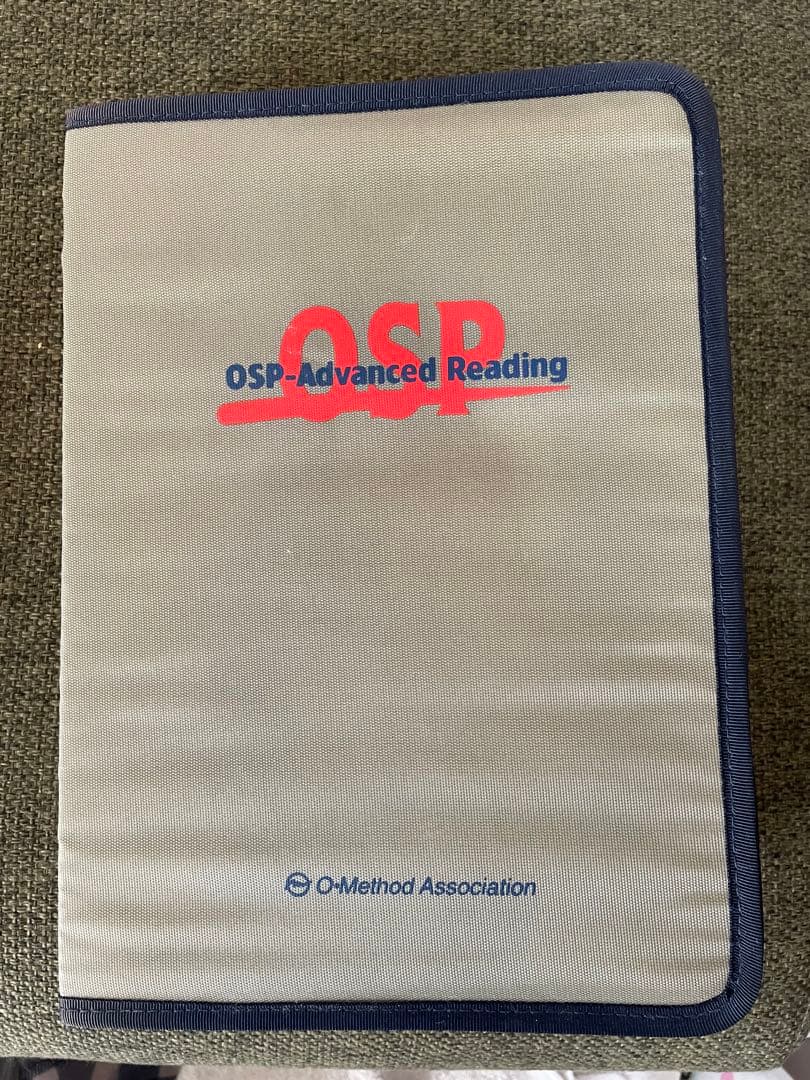 OSP
OSP-Advanced Reading
O•Method Association